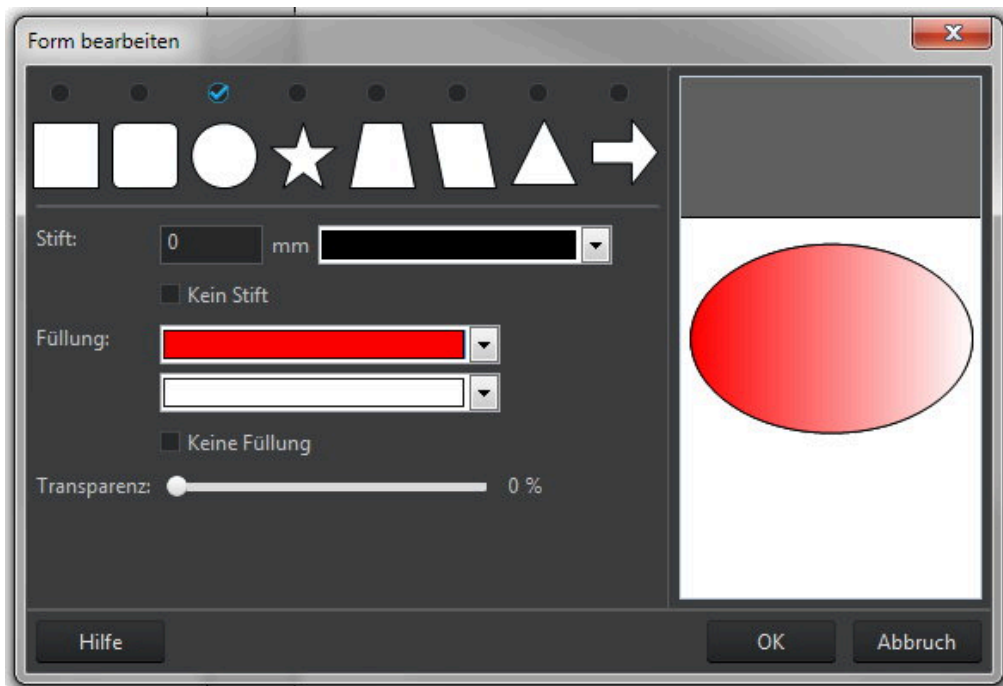 Form bearbeiten
Stift:
0
mm
Kein Stift
Füllung:
Keine Füllung
Transparenz:
0 %
Hilfe
OK
Abbruch